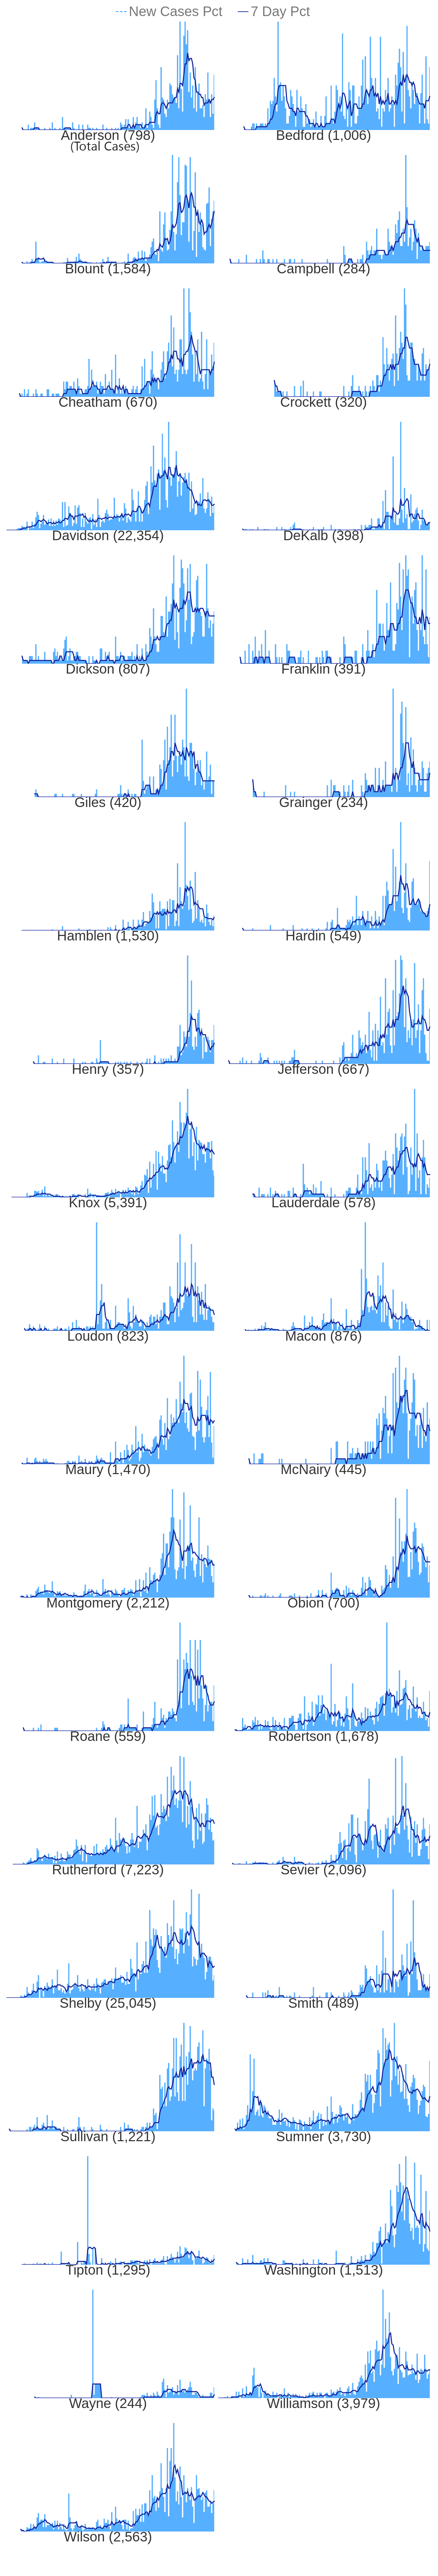 New Cases Pct 7 Day Pct
Anderson (798) Bedford (1,006)
(Total Cases)
Blount (1,584) Campbell (284)
Cheatham (670) Crockett (320)
Davidson (22,354) DeKalb (398)
Dickson (807) Franklin (391)
Giles (420) Grainger (234)
Hamblen (1,530) Hardin (549)
Henry (357) Jefferson (667)
Knox (5,391) Lauderdale (578)
Loudon (823) Macon (876)
Maury (1,470) McNairy (445)
Montgomery (2,212) Obion (700)
Roane (559) Robertson (1,678)
Rutherford (7,223) Sevier (2,096)
Shelby (25,045) Smith (489)
Sullivan (1,221) Sumner (3,730)
Tipton (1,295) Washington (1,513)
Wayne (244) Williamson (3,979)
Wilson (2,563)